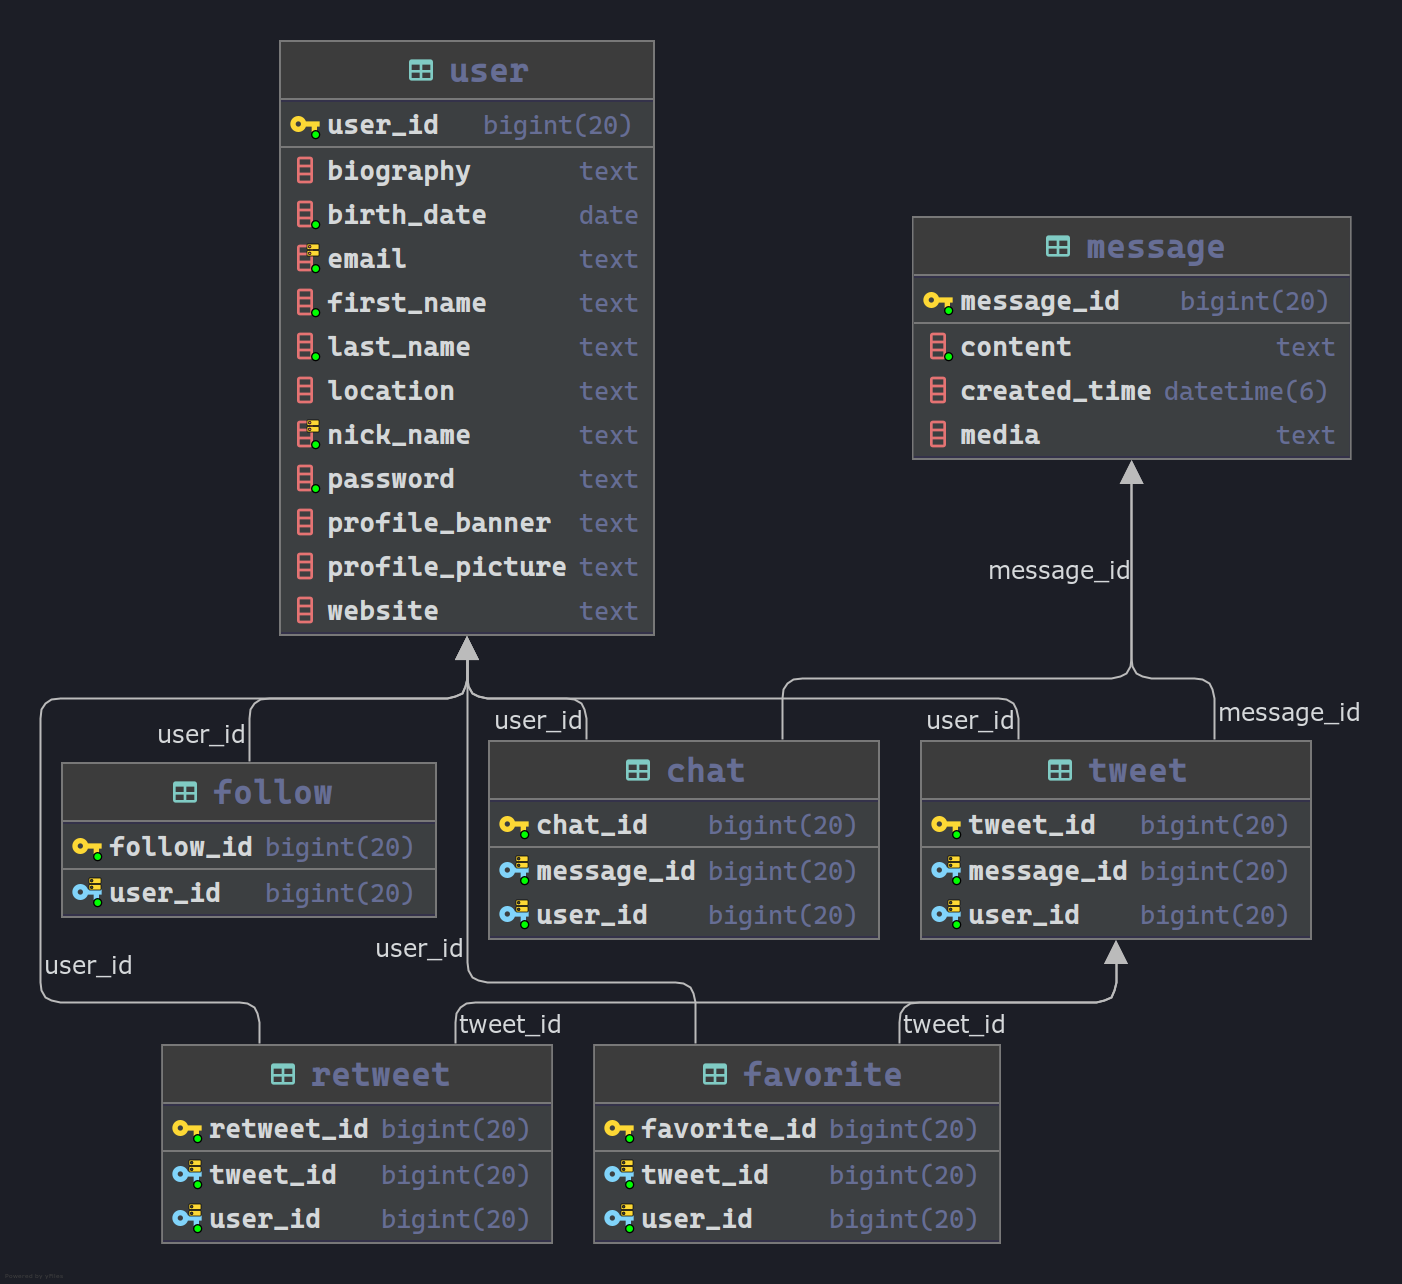 user
user_id bigint(20)
biography text
birth_date date
email text
first_name text
last_name text
location text
nick_name text
password text
profile_banner text
profile_picture text
website text
message
message_id bigint(20)
content text
created_time datetime(6)
media text
message_id
user_id
user_id
user_id
message_id
follow
follow_id bigint(20)
user_id bigint(20)
chat
chat_id bigint(20)
message_id bigint(20)
user_id bigint(20)
tweet
tweet_id bigint(20)
message_id bigint(20)
user_id bigint(20)
user_id
user_id
tweet_id
tweet_id
retweet
retweet_id bigint(20)
tweet_id bigint(20)
user_id bigint(20)
favorite
favorite_id bigint(20)
tweet_id bigint(20)
user_id bigint(20)
Powered by yFiles